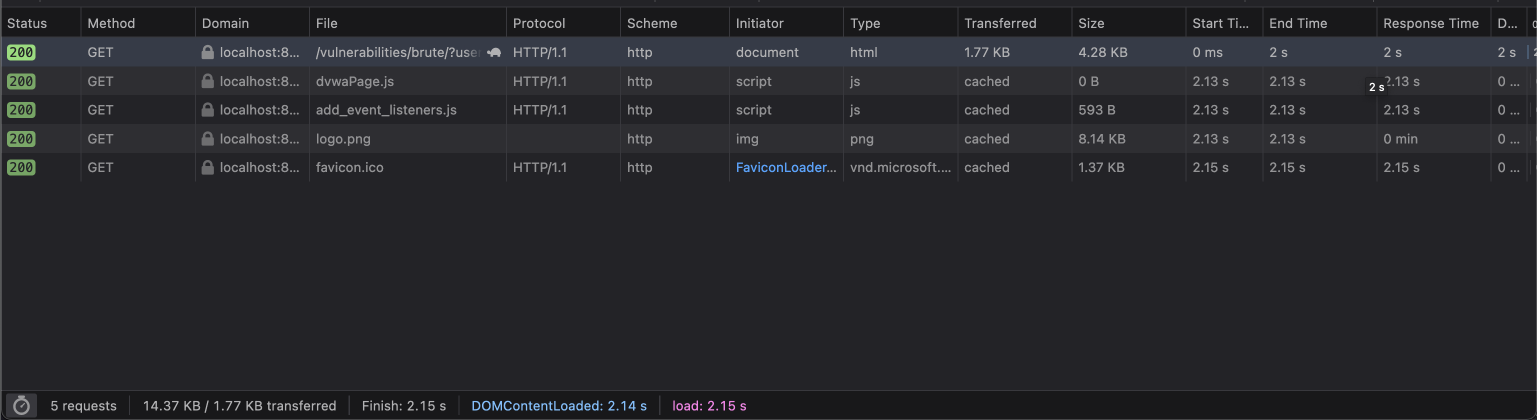 Status Method Domain File Protocol Scheme Initiator Type Transferred Size Start Ti... End Time Response Time D...
200 GET localhost:8... /vulnerabilities/brute/?use HTTP/1.1 http document html 1.77 KB 4.28 KB 0 ms 2 s 2 s 2 s
200 GET localhost:8... dvwaPage.js HTTP/1.1 http script js cached 0 B 2.13 s 2.13 s 2.13 s 0 ...
2 s
200 GET localhost:8... add_event_listeners.js HTTP/1.1 http script js cached 593 B 2.13 s 2.13 s 2.13 s 0 ...
200 GET localhost:8... logo.png http img png cached 8.14 KB 2.13 s 2.13 s 0 min 0 ...
200 GET localhost:8... favicon.ico HTTP/1.1 http FaviconLoader... vnd.microsoft.... cached 1.37 KB 2.15 s 2.15 s 2.15 s 0 ...
5 requests 14.37 KB / 1.77 KB transferred Finish: 2.15 s DOMContentLoaded: 2.14 s load: 2.15 s